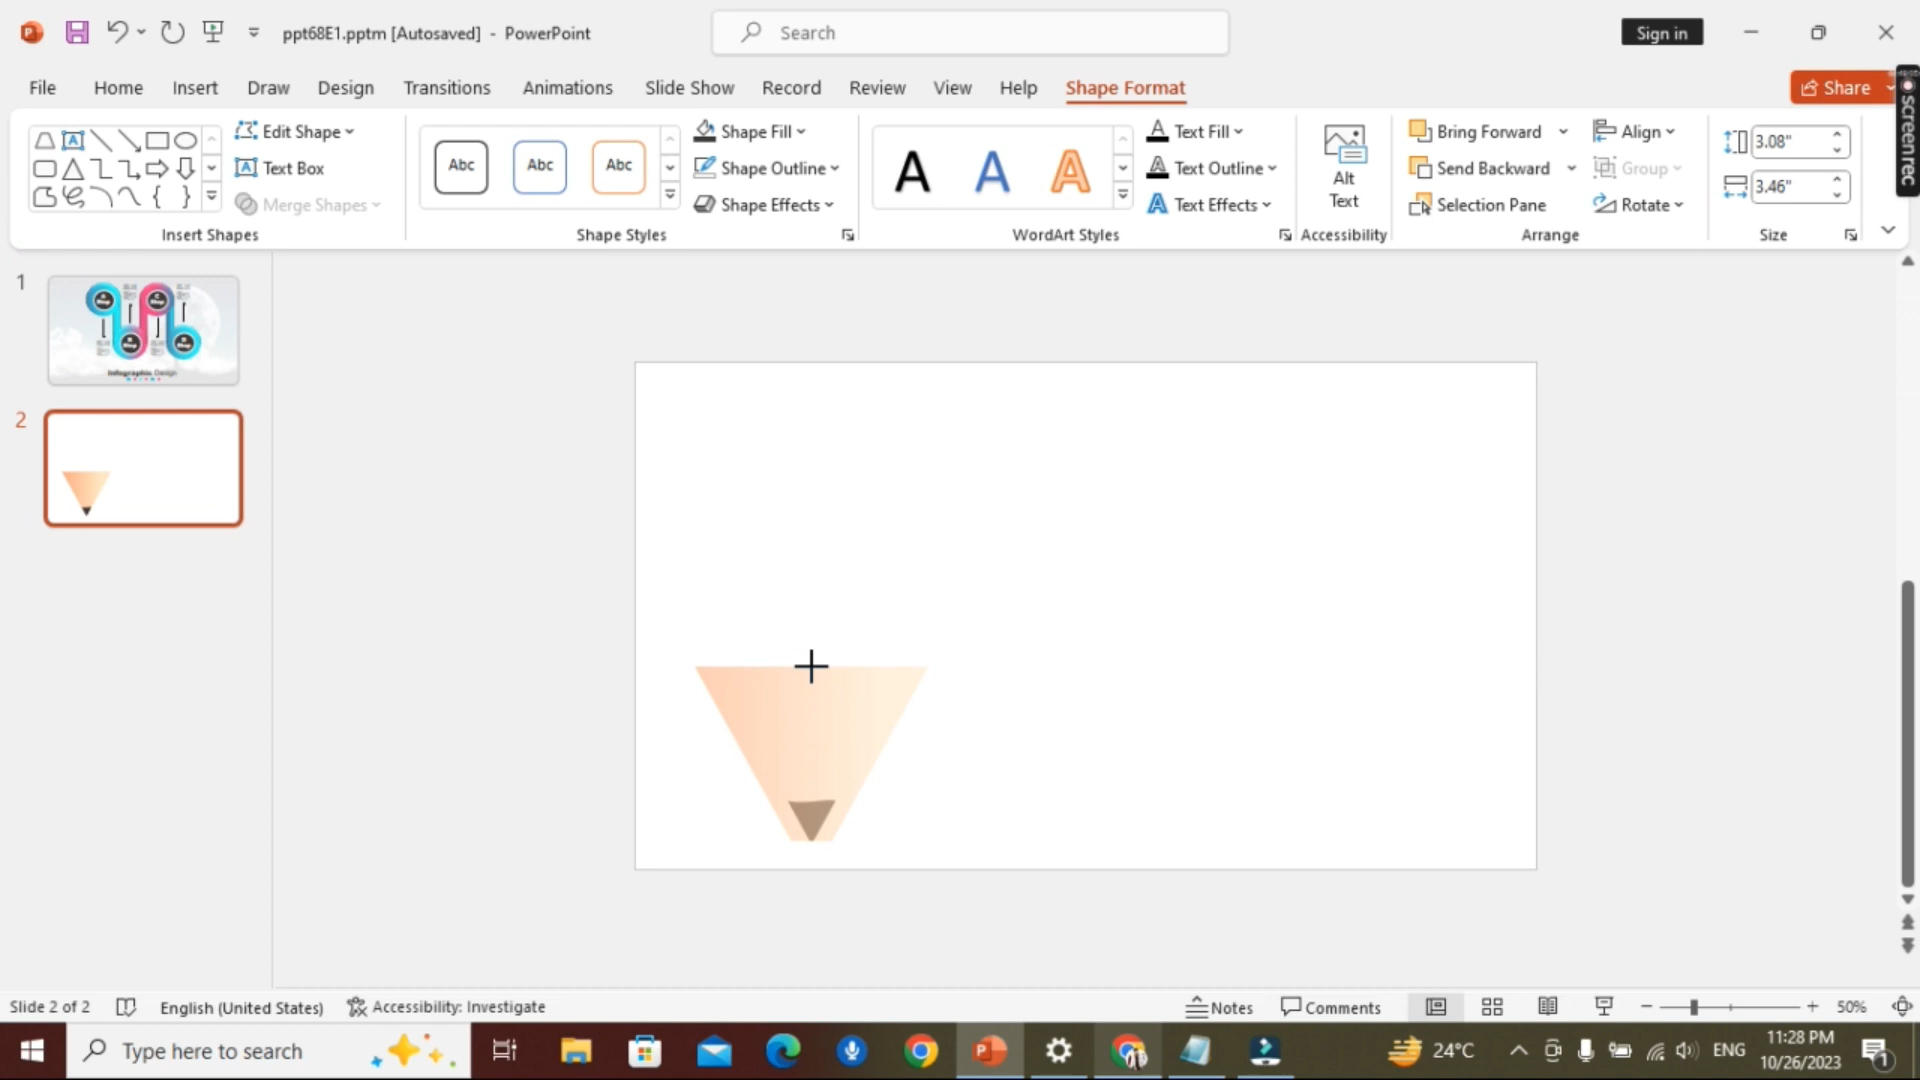 ppt68E1.pptm [Autosaved] - PowerPoint
Search
Sign in
File Home Insert Draw Design Transitions Animations Slide Show Record Review View Help Shape Format
Share
screenrec
Edit Shape
Text Box
Merge Shapes
Insert Shapes
Abc Abc Abc
Shape Fill
Shape Outline
Shape Effects
Shape Styles
A A A
Text Fill
Text Outline
Text Effects
WordArt Styles
Alt
Text
Accessibility
Bring Forward
Send Backward
Selection Pane
Align
Group
Rotate
Arrange
3.08"
3.46"
Size
1
Infographic Design
2
Slide 2 of 2
English (United States)
Accessibility: Investigate
Notes
Comments
50%
Type here to search
24°C
ENG
11:28 PM
10/26/2023
1